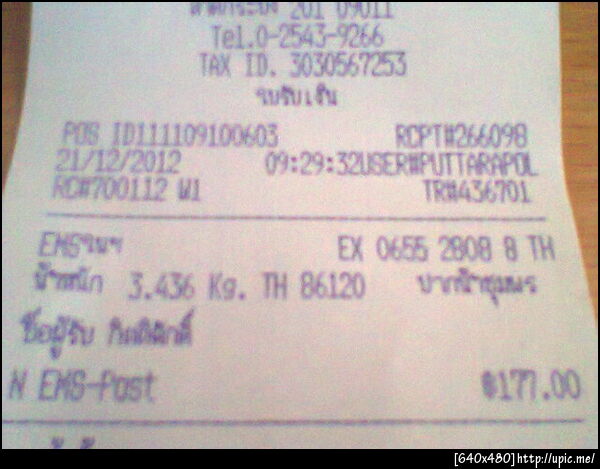 201 09011
Tel.0-2543-9266
TAX ID. 3030567253
ใบรับเงิน
POS ID111109100603 RCPT#266098
21/12/2012 09:29:32USER#PUTTARAPOL
RC#700112 W1 TR#436701
EMSในฯ EX 0655 2808 8 TH
น้ำหนัก 3.436 Kg. TH 86120 ปากน้ำชุมพร
ชื่อผู้รับ กิตติศักดิ์
N EMS-Post ฿177.00
[640x480]http://upic.me/